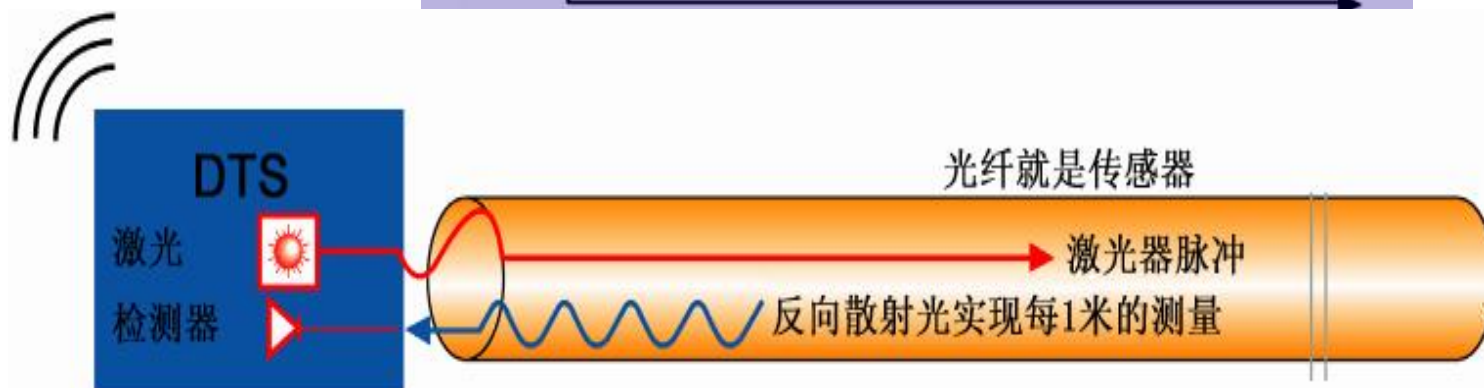 DTS
光纤就是传感器
激光
激光器脉冲
检测器
反向散射光实现每1米的测量